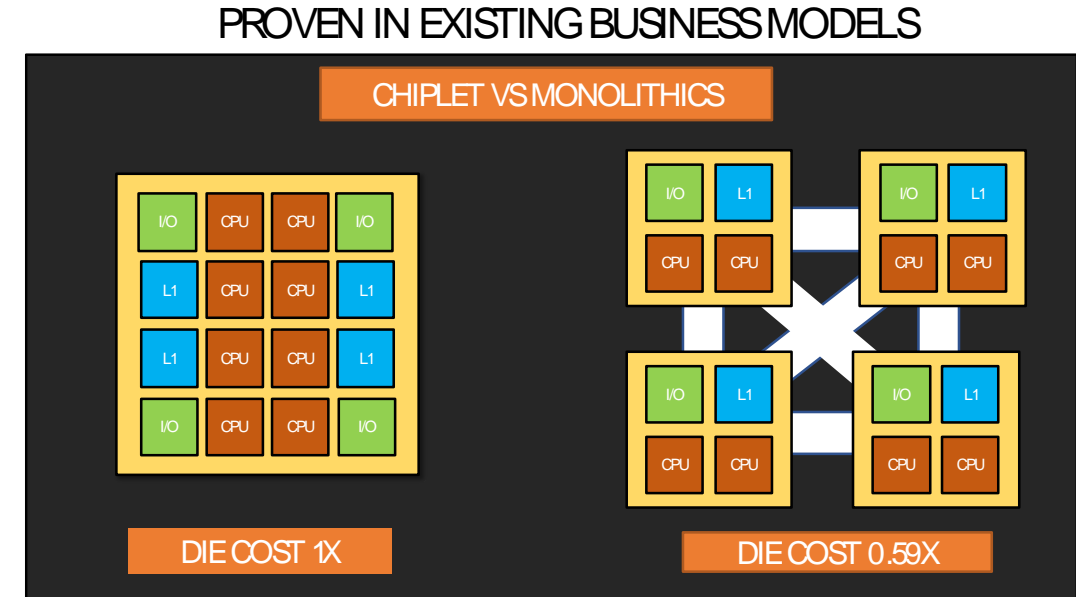 PROVEN IN EXISTING BUSINESS MODELS
CHIPLET VS MONOLITHICS
I/O CPU CPU I/O
L1 CPU CPU L1
L1 CPU CPU L1
I/O CPU CPU I/O
DIE COST 1X
I/O L1
CPU CPU
I/O L1
CPU CPU
I/O L1
CPU CPU
I/O L1
CPU CPU
DIE COST 0.59X